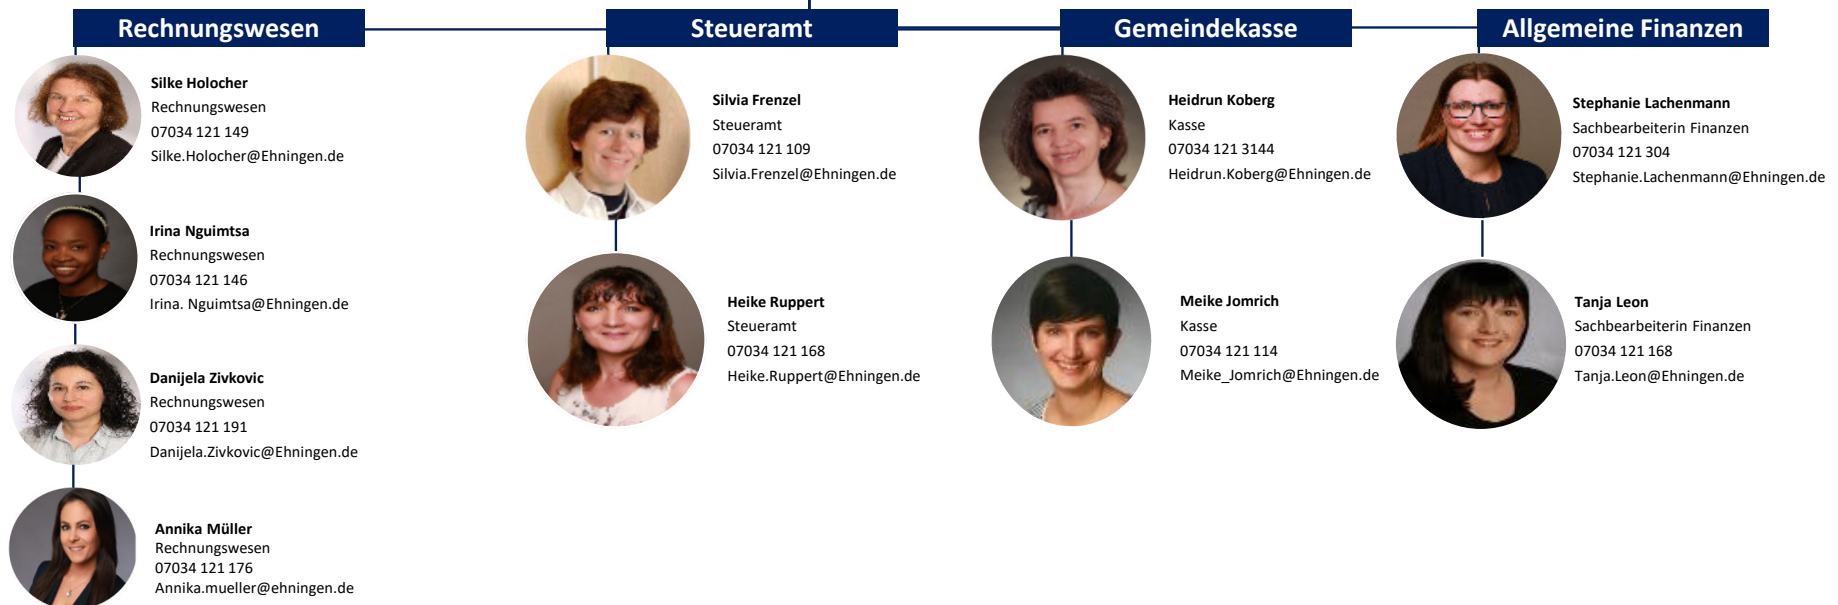 Rechnungswesen
Silke Holocher
Rechnungswesen
07034 121 149
Silke.Holocher@Ehningen.de
Irina Nguimtsa
Rechnungswesen
07034 121 146
Irina. Nguimtsa@Ehningen.de
Danijela Zivkovic
Rechnungswesen
07034 121 191
Danijela.Zivkovic@Ehningen.de
Annika Müller
Rechnungswesen
07034 121 176
Annika.mueller@ehningen.de
Steueramt
Silvia Frenzel
Steueramt
07034 121 109
Silvia.Frenzel@Ehningen.de
Heike Ruppert
Steueramt
07034 121 168
Heike.Ruppert@Ehningen.de
Gemeindekasse
Heidrun Koberg
Kasse
07034 121 3144
Heidrun.Koberg@Ehningen.de
Meike Jomrich
Kasse
07034 121 114
Meike_Jomrich@Ehningen.de
Allgemeine Finanzen
Stephanie Lachenmann
Sachbearbeiterin Finanzen
07034 121 304
Stephanie.Lachenmann@Ehningen.de
Tanja Leon
Sachbearbeiterin Finanzen
07034 121 168
Tanja.Leon@Ehningen.de